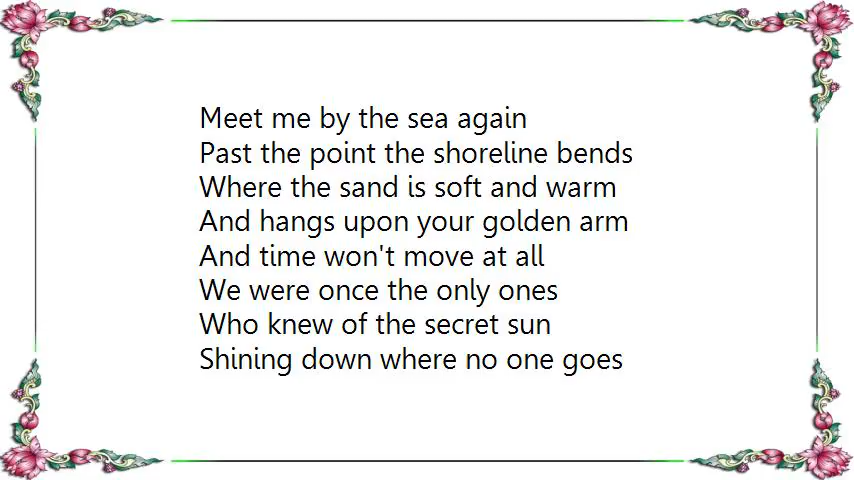 Meet me by the sea again
Past the point the shoreline bends
Where the sand is soft and warm
And hangs upon your golden arm
And time won't move at all
We were once the only ones
Who knew of the secret sun
Shining down where no one goes